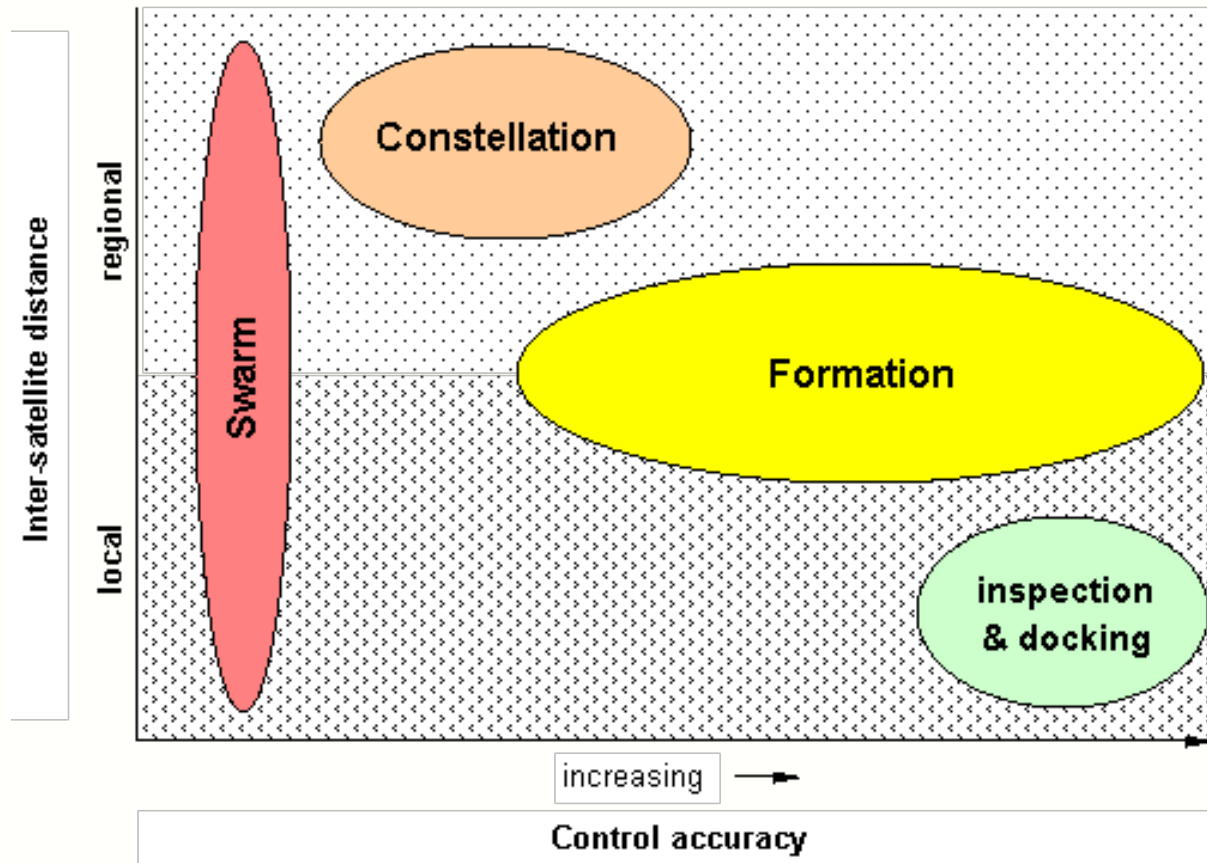 Inter-satellite distance
regional
local
Swarm
Constellation
Formation
inspection
& docking
increasing
Control accuracy